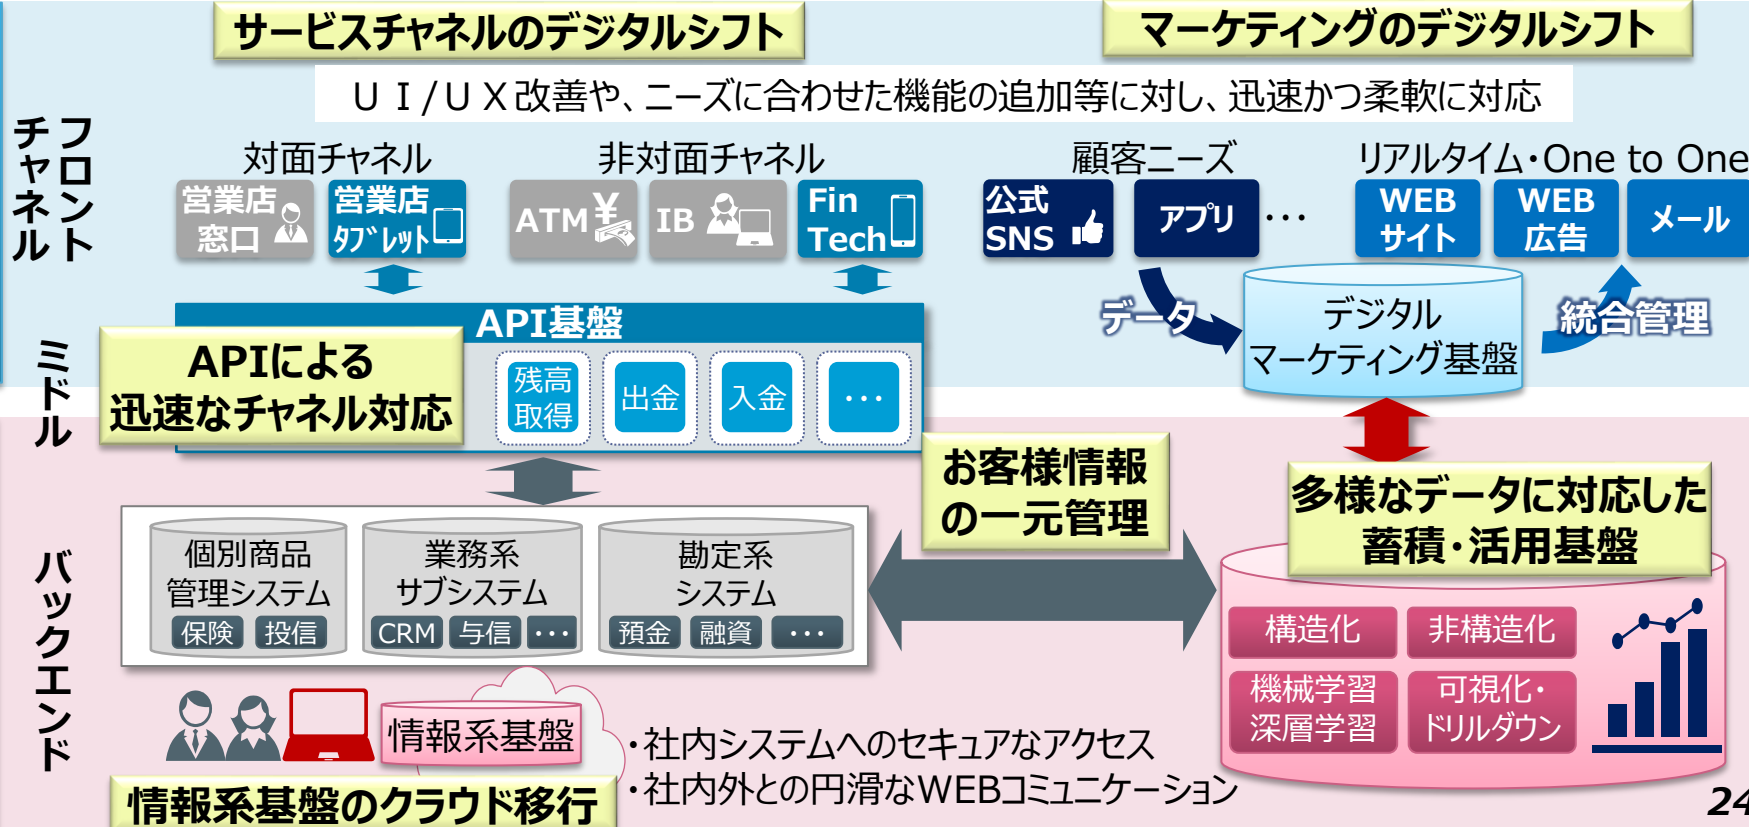 サービスチャネルのデジタルシフト
マーケティングのデジタルシフト
UI/UX改善や、ニーズに合わせた機能の追加等に対し、迅速かつ柔軟に対応
フロント
チャネル
対面チャネル
非対面チャネル
顧客ニーズ
リアルタイム・One to One
営業店
窓口
営業店
タブレット
ATM
¥
IB
Fin
Tech
公式
SNS
アプリ
…
WEB
サイト
WEB
広告
メール
データ
デジタル
マーケティング基盤
統合管理
ミドル
API基盤
APIによる
迅速なチャネル対応
残高
取得
出金
入金
…
お客様情報
の一元管理
多様なデータに対応した
蓄積・活用基盤
バックエンド
個別商品
管理システム
保険
投信
業務系
サブシステム
CRM
与信
…
勘定系
システム
預金
融資
…
構造化
非構造化
機械学習
深層学習
可視化・
ドリルダウン
情報系基盤
・社内システムへのセキュアなアクセス
・社内外との円滑なWEBコミュニケーション
情報系基盤のクラウド移行
24